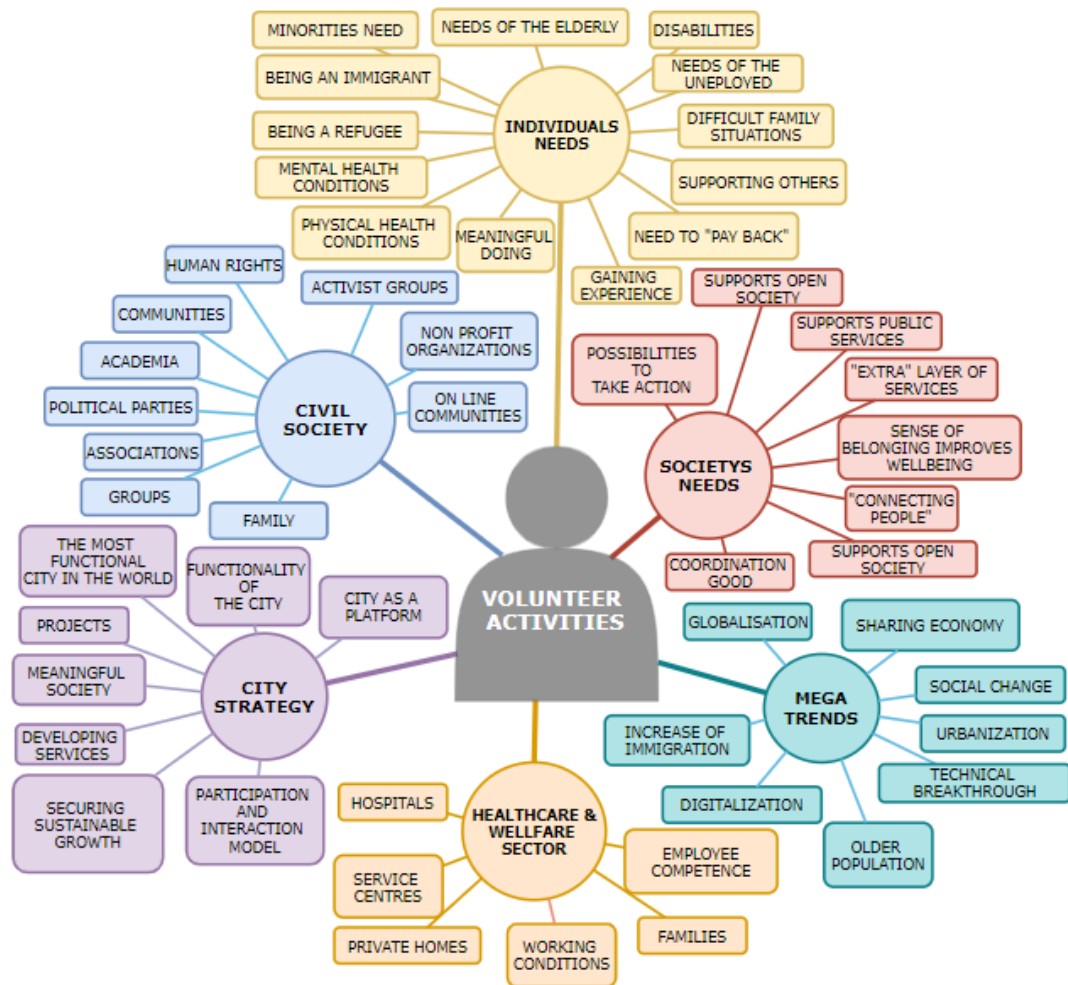 MINORITIES NEED
NEEDS OF THE ELDERLY
DISABILITIES
BEING AN IMMIGRANT
NEEDS OF THE
UNEPLOYED
INDIVIDUALS
NEEDS
BEING A REFUGEE
DIFFICULT FAMILY
SITUATIONS
MENTAL HEALTH
CONDITIONS
SUPPORTING OTHERS
PHYSICAL HEALTH
CONDITIONS
MEANINGFUL
DOING
NEED TO "PAY BACK"
GAINING
EXPERIENCE
HUMAN RIGHTS
ACTIVIST GROUPS
COMMUNITIES
NON PROFIT
ORGANIZATIONS
ACADEMIA
POLITICAL PARTIES
CIVIL
SOCIETY
ON LINE
COMMUNITIES
ASSOCIATIONS
GROUPS
FAMILY
SUPPORTS OPEN
SOCIETY
SUPPORTS PUBLIC
SERVICES
POSSIBILITIES
TO
TAKE ACTION
"EXTRA" LAYER OF
SERVICES
SOCIETYS
NEEDS
SENSE OF
BELONGING IMPROVES
WELLBEING
"CONNECTING
PEOPLE"
SUPPORTS OPEN
SOCIETY
COORDINATION
GOOD
VOLUNTEER
ACTIVITIES
THE MOST
FUNCTIONAL
CITY IN THE WORLD
FUNCTIONALITY
OF
THE CITY
CITY AS A
PLATFORM
PROJECTS
MEANINGFUL
SOCIETY
CITY
STRATEGY
DEVELOPING
SERVICES
SECURING
SUSTAINABLE
GROWTH
PARTICIPATION
AND
INTERACTION
MODEL
GLOBALISATION
SHARING ECONOMY
SOCIAL CHANGE
MEGA
TRENDS
URBANIZATION
INCREASE OF
IMMIGRATION
TECHNICAL
BREAKTHROUGH
DIGITALIZATION
OLDER
POPULATION
HOSPITALS
HEALTHCARE &
WELLFARE
SECTOR
EMPLOYEE
COMPETENCE
SERVICE
CENTRES
PRIVATE HOMES
WORKING
CONDITIONS
FAMILIES